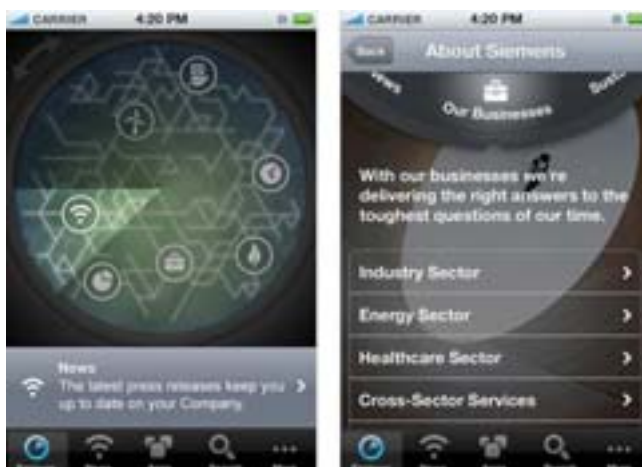 CARRIER 4:20 PM
News
The latest press releases keep you
up to date on your Company.
CARRIER 4:20 PM
Back About Siemens
News Our Businesses
With our businesses we're
delivering the right answers to the
toughest questions of our time.
Industry Sector
Energy Sector
Healthcare Sector
Cross-Sector Services